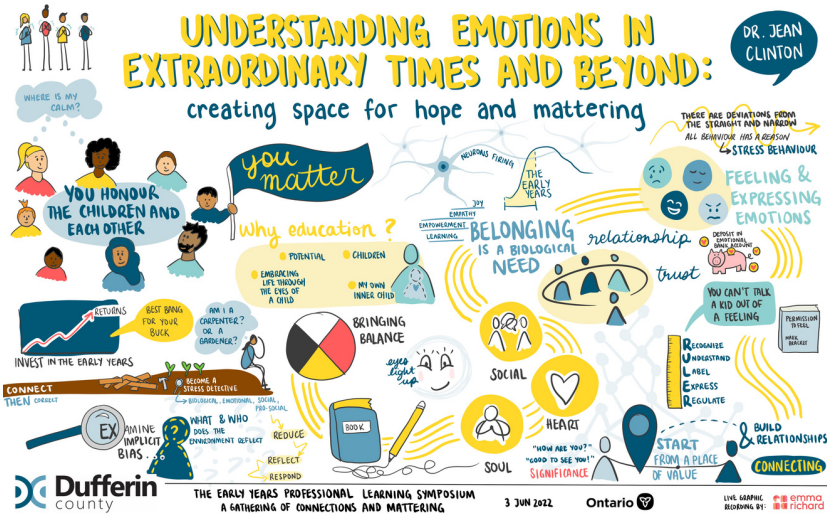 UNDERSTANDING EMOTIONS IN
EXTRAORDINARY TIMES AND BEYOND:
creating space for hope and mattering
DR. JEAN
CLINTON
WHERE IS MY
CALM?
YOU HONOUR
THE CHILDREN AND
EACH OTHER
you
matter
NEURONS FIRING
THE
EARLY
YEARS
THERE ARE DEVIATIONS FROM
THE STRAIGHT AND NARROW
ALL BEHAVIOUR HAS A REASON
STRESS BEHAVIOUR
FEELING &
EXPRESSING
EMOTIONS
Why education?
POTENTIAL
CHILDREN
EMBRACING
LIFE THROUGH
THE EYES OF
A CHILD
MY OWN
INNER CHILD
JOY
EMPATHY
EMPOWERMENT
LEARNING
BELONGING
IS A BIOLOGICAL
NEED
relationship
trust
DEPOSIT IN
EMOTIONAL
BANK ACCOUNT
RETURNS
INVEST IN THE EARLY YEARS
BEST BANG
FOR YOUR
BUCK
AM I A
CARPENTER?
OR A
GARDENER?
BRINGING
BALANCE
eyes
light
up
SOCIAL
HEART
SOUL
YOU CAN'T TALK
A KID OUT OF
A FEELING
RECOGNIZE
UNDERSTAND
LABEL
EXPRESS
REGULATE
PERMISSION
TO FEEL
MARK
BRACKET
CONNECT
THEN CORRECT
BECOME A
STRESS DETECTIVE
BIOLOGICAL, EMOTIONAL, SOCIAL,
PRO-SOCIAL
EXAMINE
IMPLICIT
BIAS...
WHAT & WHO
DOES THE
ENVIRONMENT REFLECT
REDUCE
REFLECT
RESPOND
BOOK
"HOW ARE YOU?"
"GOOD TO SEE YOU!"
SIGNIFICANCE
START
FROM A PLACE
OF VALUE
& BUILD
RELATIONSHIPS
CONNECTING
Dufferin
county
THE EARLY YEARS PROFESSIONAL LEARNING SYMPOSIUM
A GATHERING OF CONNECTIONS AND MATTERING
3 JUN 2022
Ontario
LIVE GRAPHIC
RECORDING BY:
emma
richard